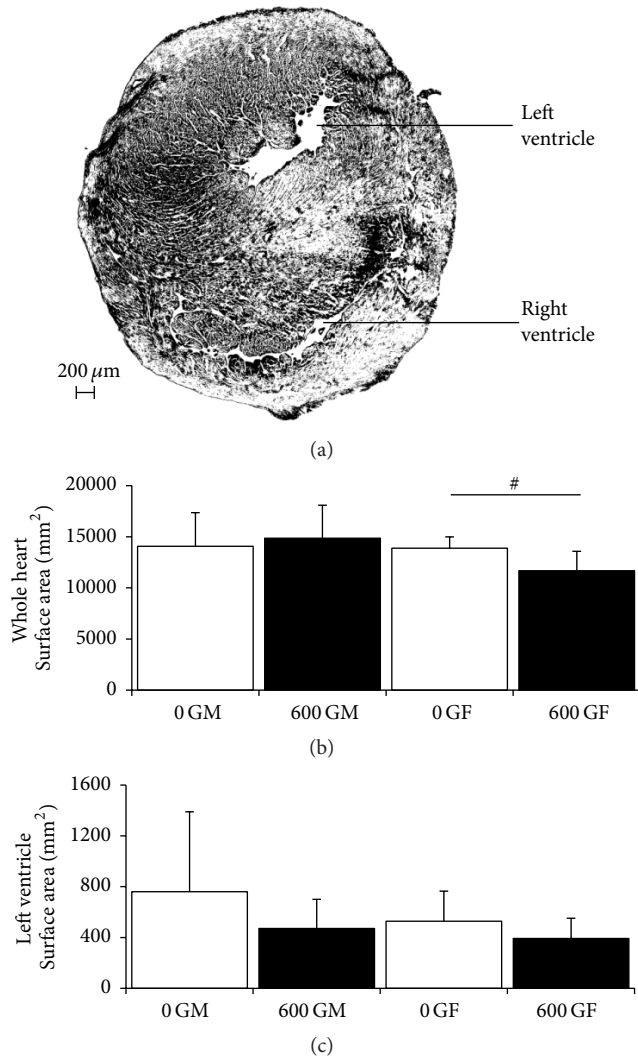 Left
ventricle
Right
ventricle
200 μm
(a)
20000
15000
10000
5000
0
Whole heart
Surface area (mm²)
#
0 GM
600 GM
0 GF
600 GF
(b)
1600
1200
800
400
0
Left ventricle
Surface area (mm²)
0 GM
600 GM
0 GF
600 GF
(c)